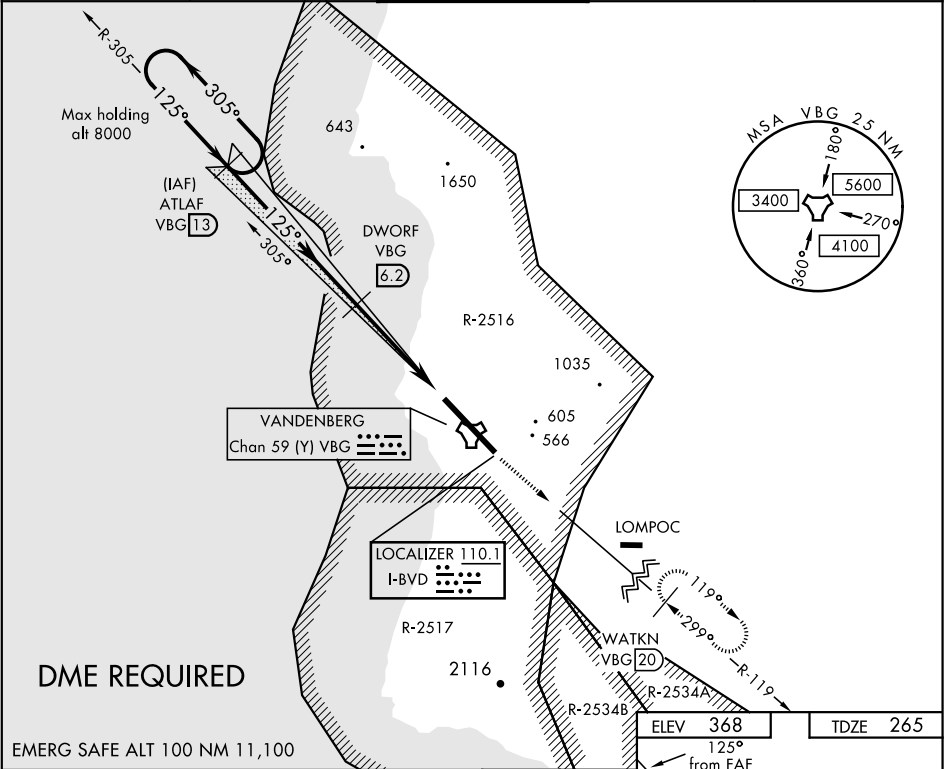 R-305
125°
305°
Max holding
alt 8000
(IAF)
ATLAF
VBG 13
125°
305°
643
1650
DWORF
VBG
6.2
MSA VBG 25 NM
180°
3400
5600
270°
4100
360°
R-2516
1035
605
566
VANDENBERG
Chan 59 (Y) VBG
LOCALIZER 110.1
I-BVD
LOMPOC
119°
299°
R-119
WATKN
VBG 20
R-2517
2116
R-2534B
R-2534A
DME REQUIRED
EMERG SAFE ALT 100 NM 11,100
ELEV 368
TDZE 265
125°
from FAF